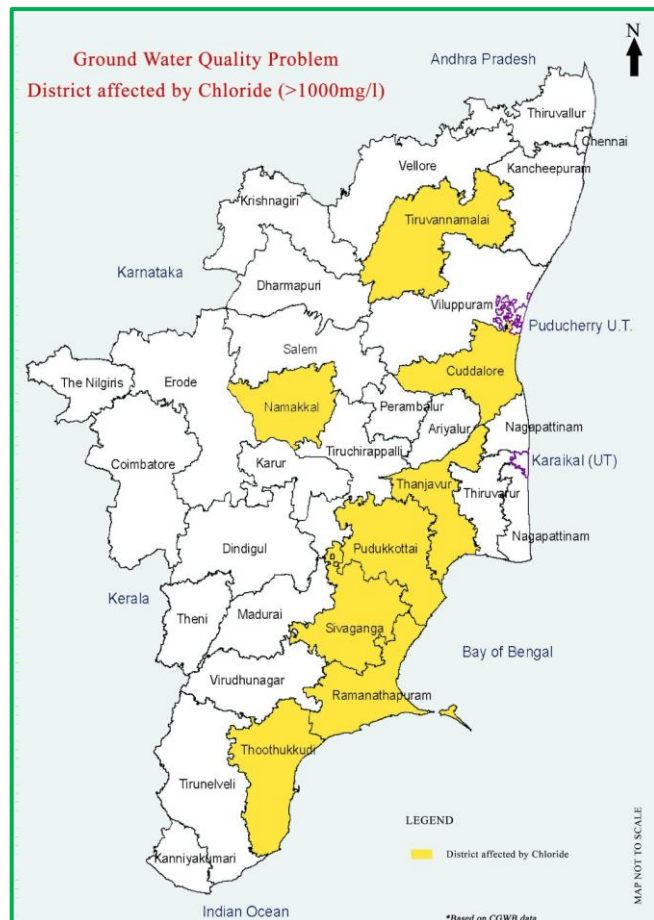 Ground Water Quality Problem
District affected by Chloride (>1000mg/l)
N
Andhra Pradesh
Thiruvallur
Chennai
Vellore
Kancheepuram
Krishnagiri
Tiruvannamalai
Karnataka
Dharmapuri
Viluppuram
Puducherry U.T.
Salem
Cuddalore
The Nilgiris
Erode
Namakkal
Perambalur
Ariyalur
Nagapattinam
Coimbatore
Karur
Tiruchirappalli
Karaikal (UT)
Thanjavur
Thiruvarur
Nagapattinam
Dindigul
Pudukkottai
Kerala
Theni
Madurai
Sivaganga
Bay of Bengal
Virudhunagar
Ramanathapuram
Thoothukkudi
Tirunelveli
LEGEND
District affected by Chloride
Kanniyakumari
MAP NOT TO SCALE
Indian Ocean
*Based on CGWB data